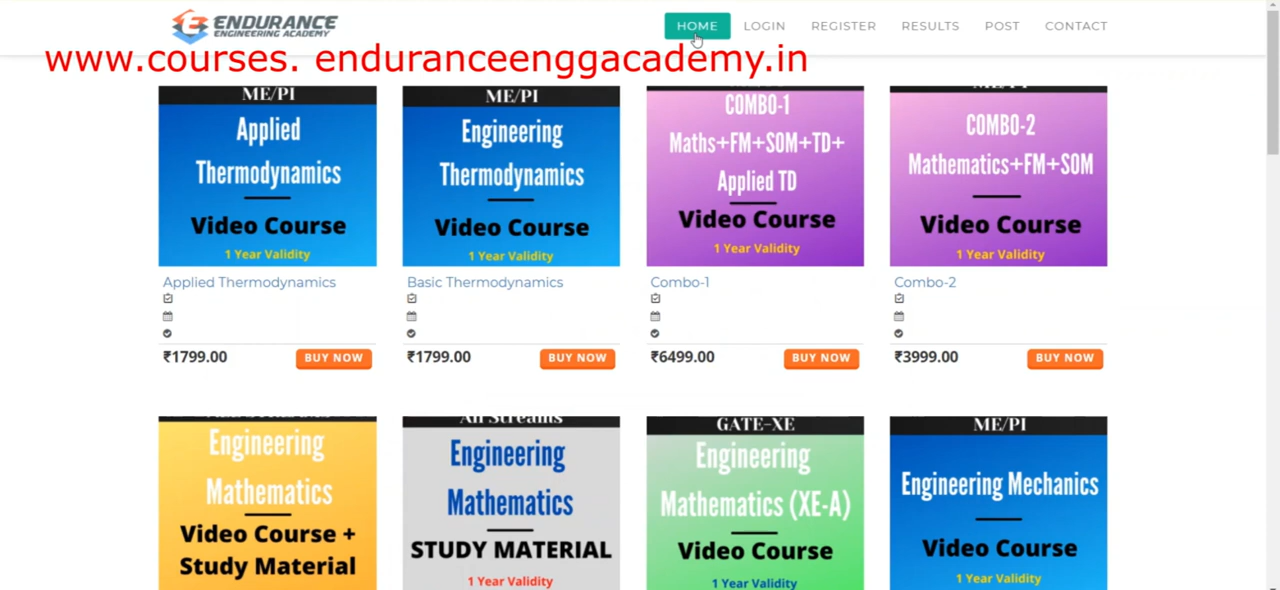 ENDURANCE
ENGINEERING ACADEMY
HOME LOGIN REGISTER RESULTS POST CONTACT
www.courses. enduranceenggacademy.in
ME/PI
Applied
Thermodynamics
Video Course
1 Year Validity
Applied Thermodynamics
₹1799.00 BUY NOW
ME/PI
Engineering
Thermodynamics
Video Course
1 Year Validity
Basic Thermodynamics
₹1799.00 BUY NOW
COMBO-1
Maths+FM+SOM+TD+
Applied TD
Video Course
1 Year Validity
Combo-1
₹6499.00 BUY NOW
ME/PI
COMBO-2
Mathematics+FM+SOM
Video Course
1 Year Validity
Combo-2
₹3999.00 BUY NOW
Engineering
Mathematics
Video Course +
Study Material
All Streams
Engineering
Mathematics
STUDY MATERIAL
1 Year Validity
GATE-XE
Engineering
Mathematics (XE-A)
Video Course
1 Year Validity
ME/PI
Engineering Mechanics
Video Course
1 Year Validity